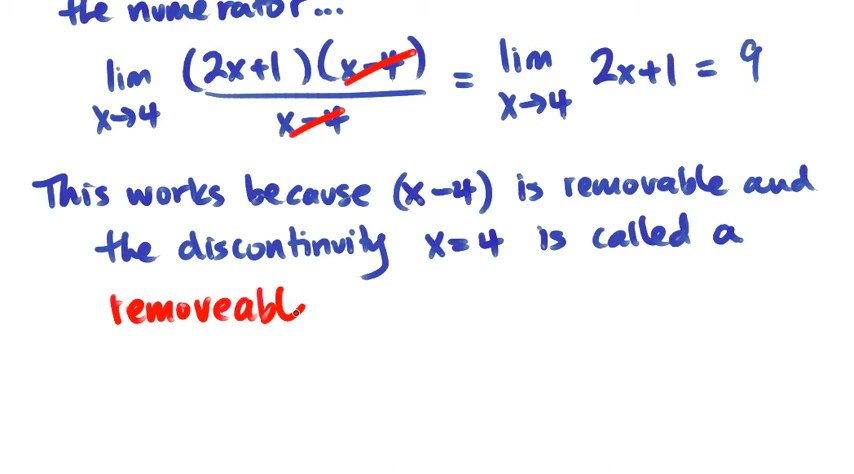 the numerator...
lim x→4 (2x+1)(x-4) / x-4 = lim x→4 2x+1 = 9
This works because (x-4) is removable and
the discontinuity x=4 is called a
removeabl